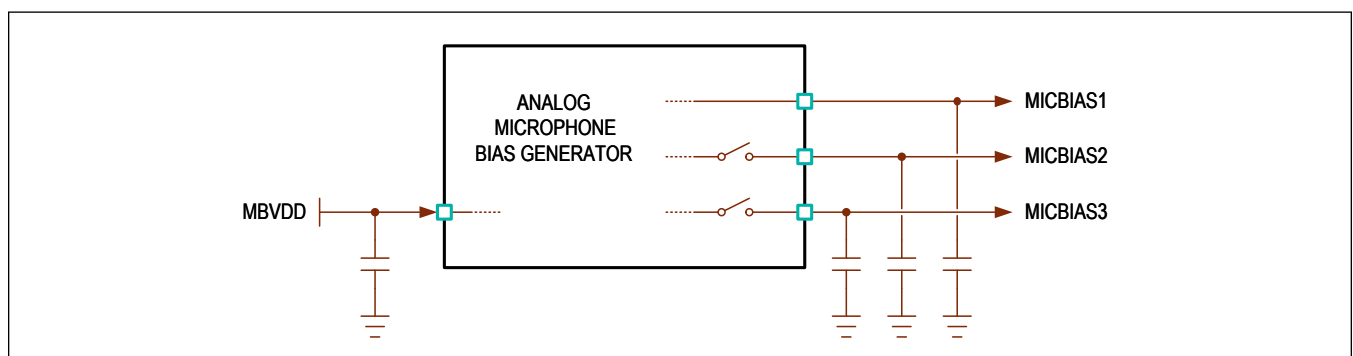 ANALOG
MICROPHONE
BIAS GENERATOR
MBVDD
MICBIAS1
MICBIAS2
MICBIAS3